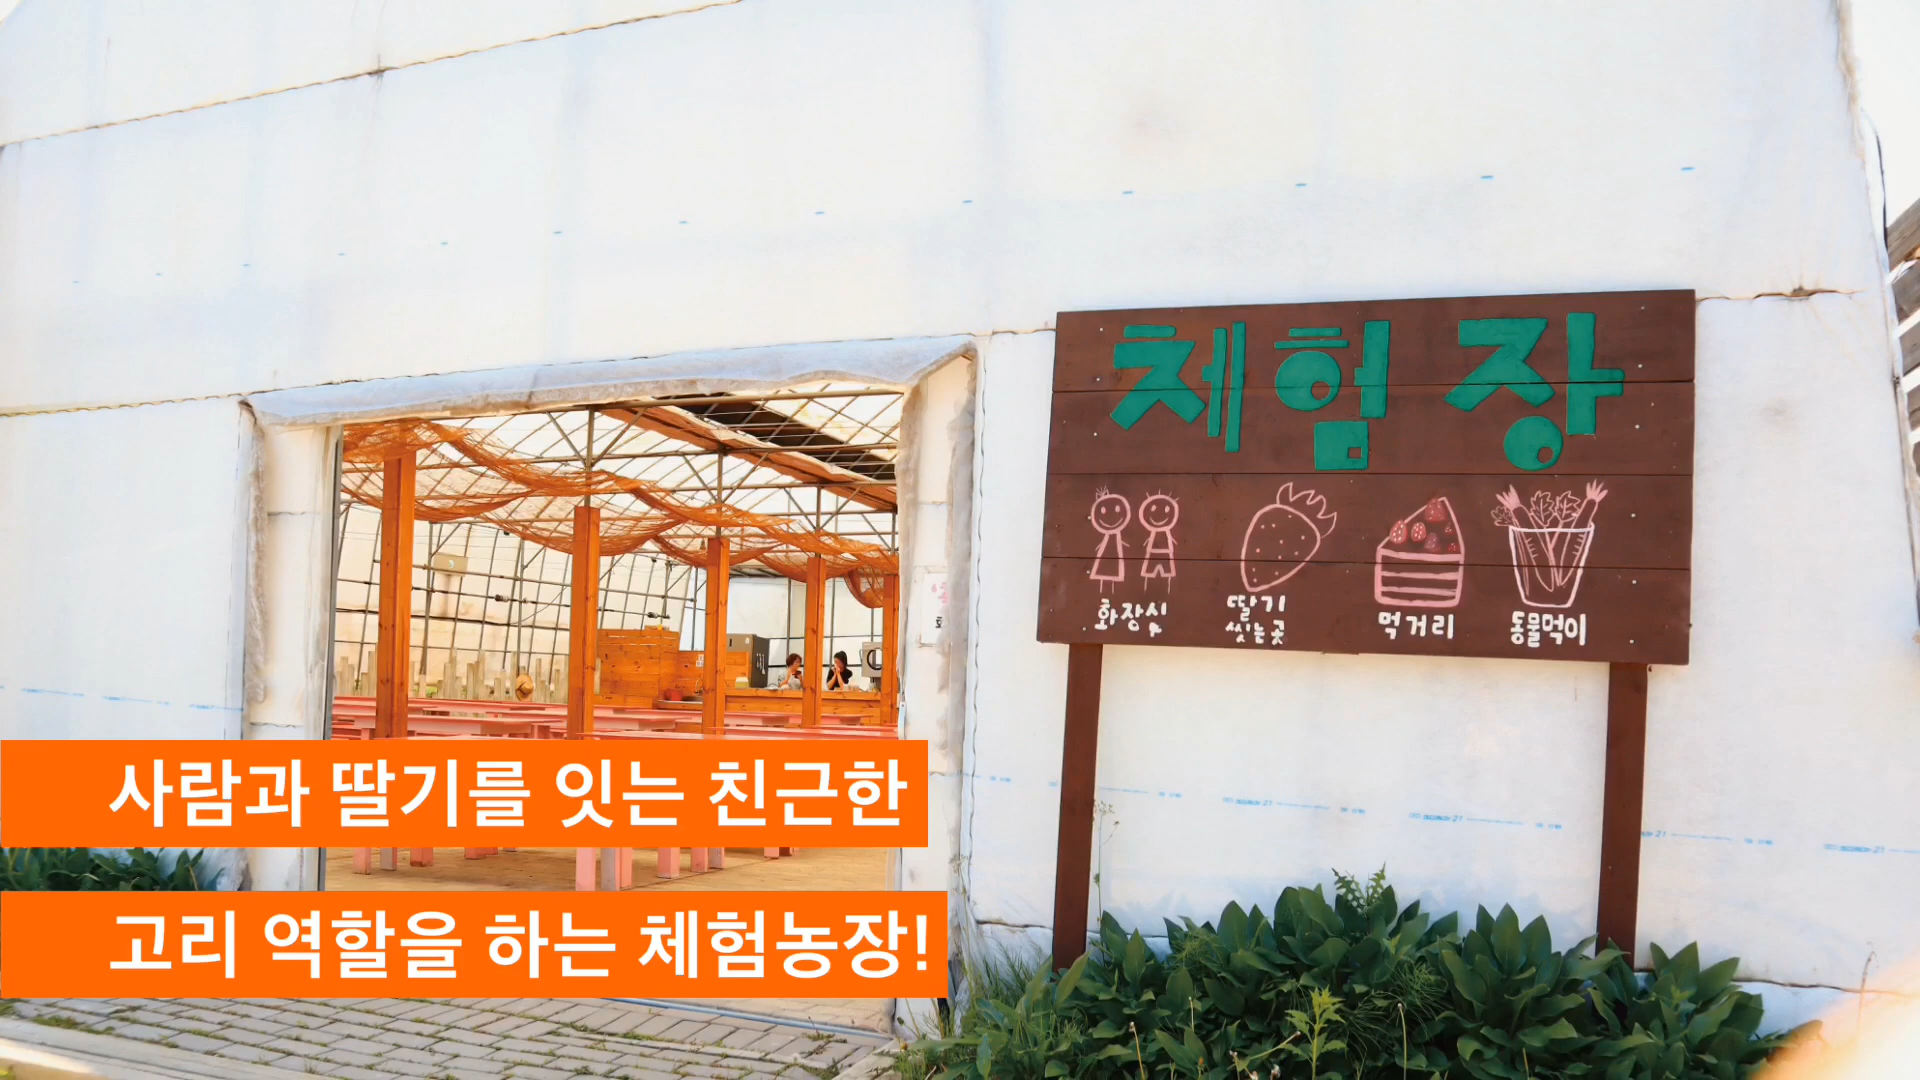 체험장
화장실
딸기
씻는곳
먹거리
동물먹이
사람과 딸기를 잇는 친근한
고리 역할을 하는 체험농장!